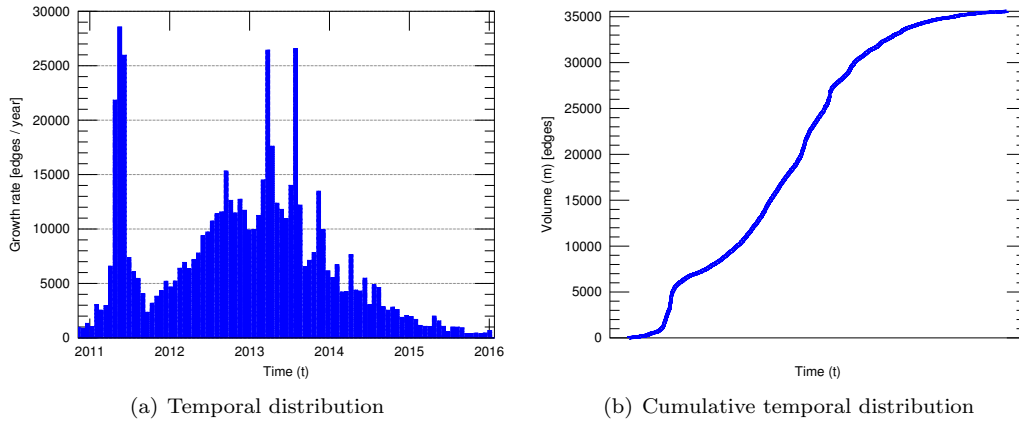 30000
25000
20000
15000
10000
5000
0
Growth rate [edges / year]
2011 2012 2013 2014 2015 2016
Time (t)
(a) Temporal distribution
35000
30000
25000
20000
15000
10000
5000
0
Volume (m) [edges]
Time (t)
(b) Cumulative temporal distribution